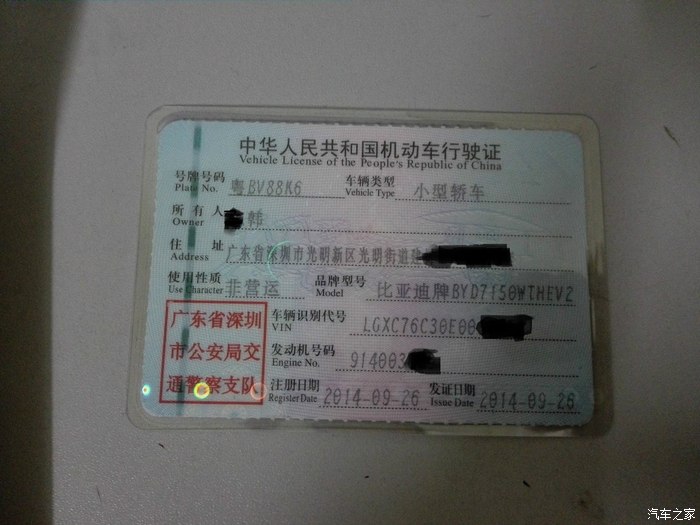 中华人民共和国机动车行驶证
Vehicle License of the People's Republic of China
号牌号码 粤BV88K6 车辆类型 小型轿车
Plate No. Vehicle Type
所有人 韩
Owner
住址 广东省深圳市光明新区光明街道
Address
使用性质 非营运 品牌型号 比亚迪牌BYD7150WTHEV2
Use Character Model
广东省深圳 车辆识别代号 LGXC76C30E00
VIN
市公安局交 发动机号码 914003
Engine No.
通警察支队 注册日期 2014-09-26 发证日期 2014-09-26
Register Date Issue Date
汽车之家